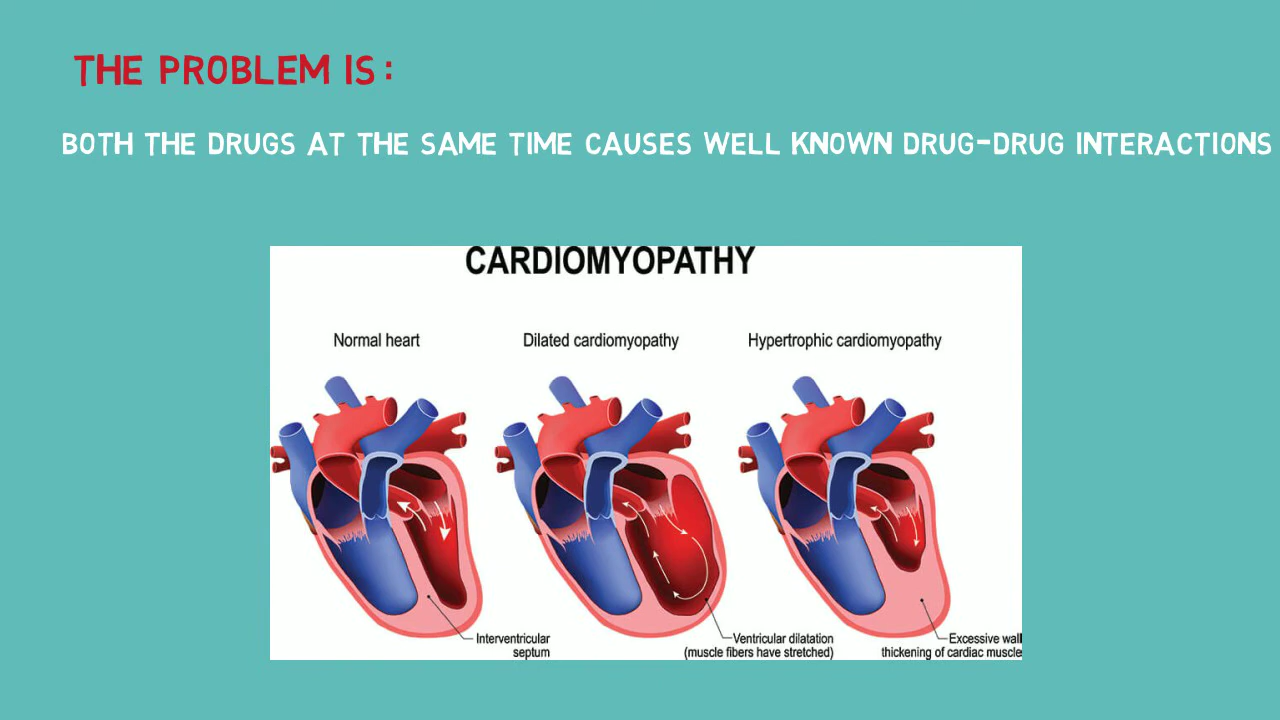 THE PROBLEM IS :
BOTH THE DRUGS AT THE SAME TIME CAUSES WELL KNOWN DRUG-DRUG INTERACTIONS
CARDIOMYOPATHY
Normal heart
Dilated cardiomyopathy
Hypertrophic cardiomyopathy
Interventricular
septum
Ventricular dilatation
(muscle fibers have stretched)
Excessive wall
thickening of cardiac muscle